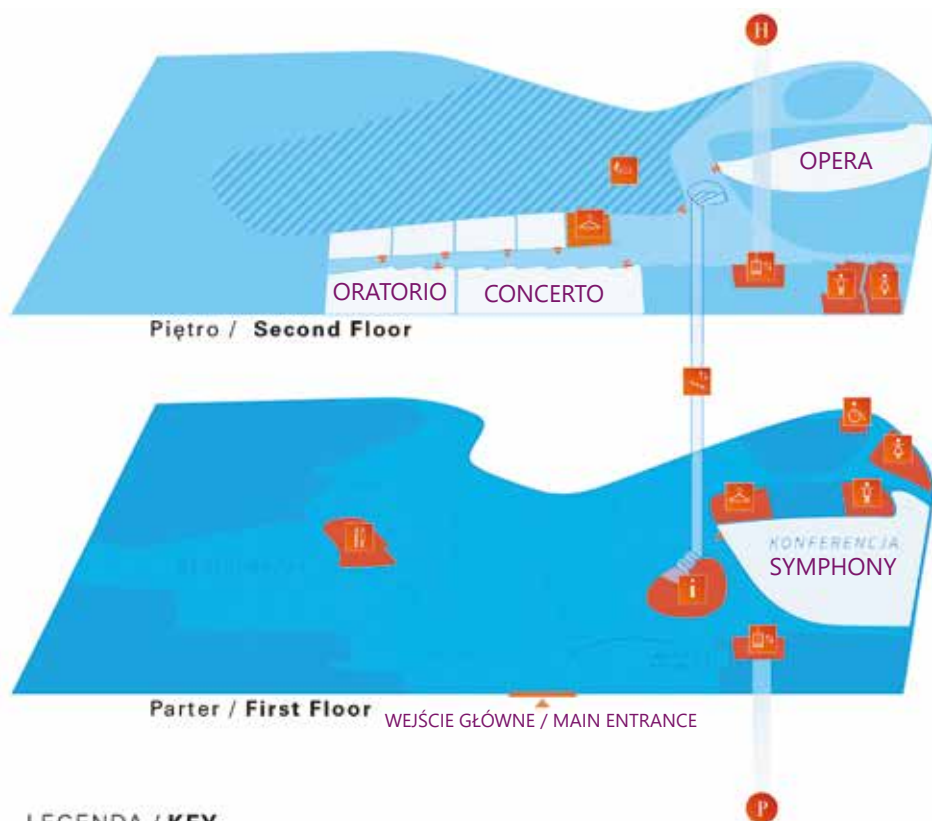 H
OPERA
ORATORIO
CONCERTO
Piętro / Second Floor
i
KONFERENCJA
SYMPHONY
Parter / First Floor
WEJŚCIE GŁÓWNE / MAIN ENTRANCE
LEGENDA / KEY
P